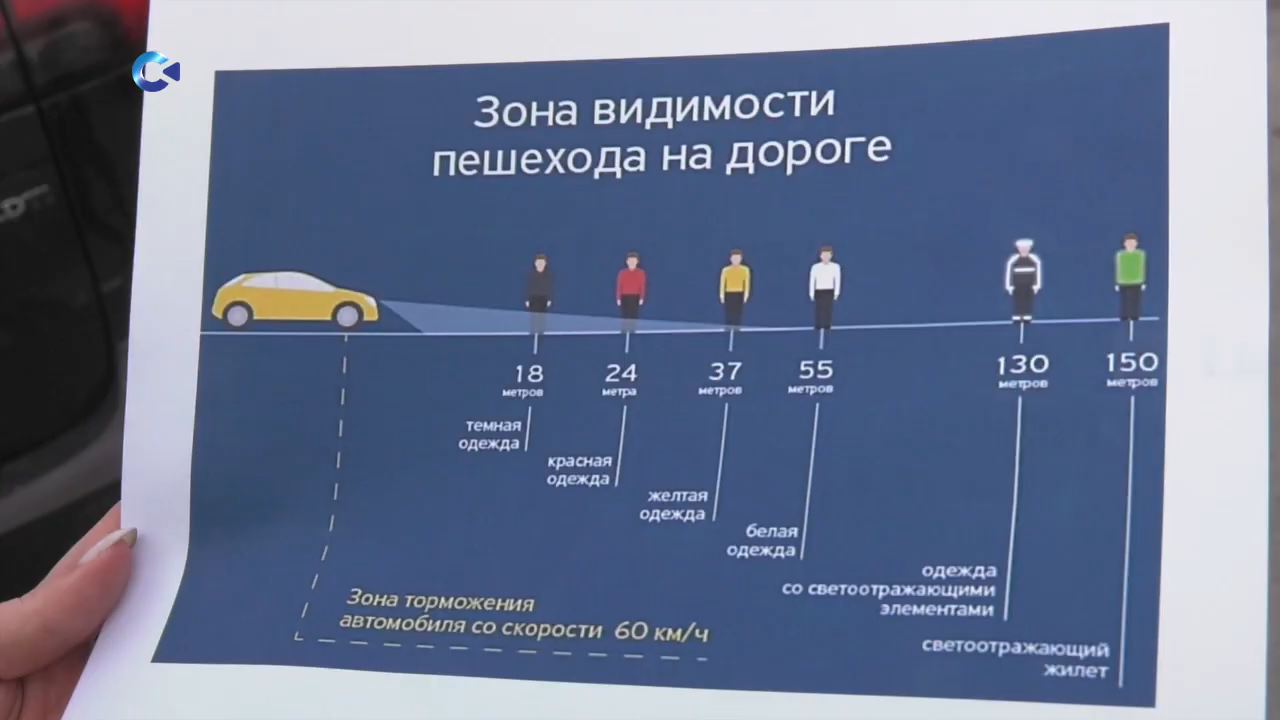 Зона видимости
пешехода на дороге
18
метров
24
метра
37
метров
55
метров
130
метров
150
метров
темная
одежда
красная
одежда
желтая
одежда
белая
одежда
одежда
со светоотражающими
элементами
светоотражающий
жилет
Зона торможения
автомобиля со скорости 60 км/ч